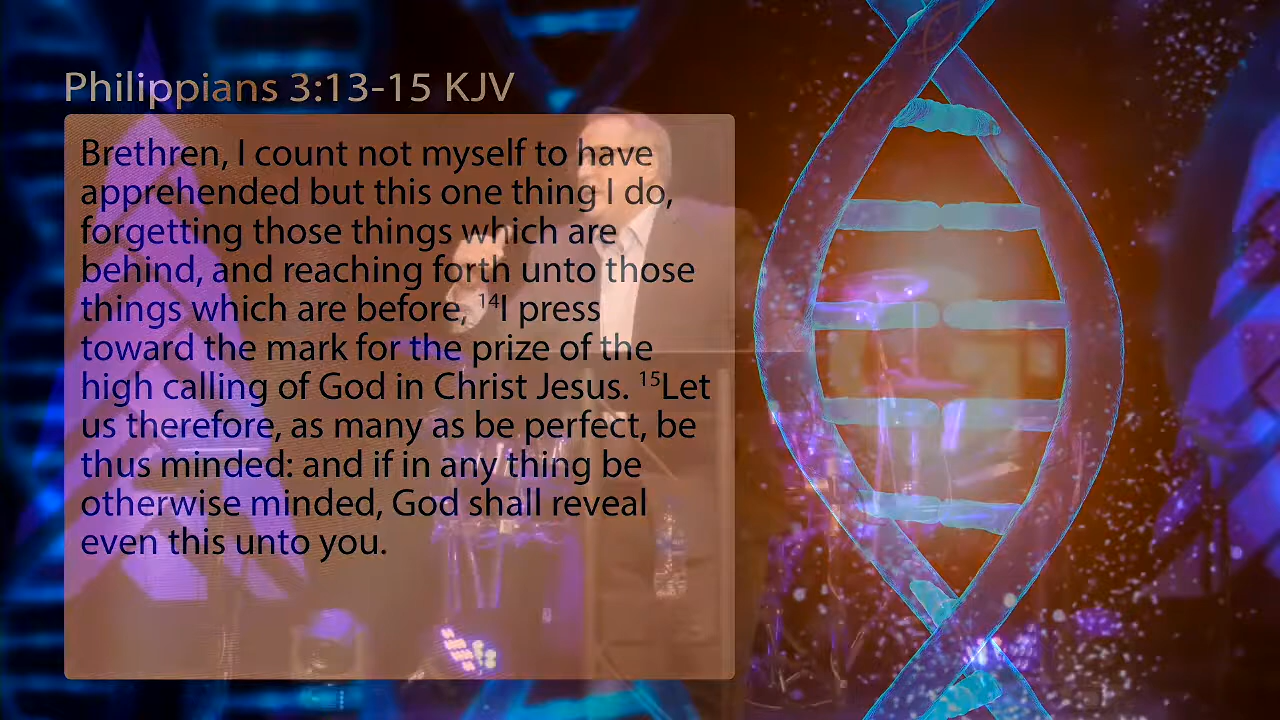 Philippians 3:13-15 KJV
Brethren, I count not myself to have
apprehended but this one thing I do,
forgetting those things which are
behind, and reaching forth unto those
things which are before, ¹⁴I press
toward the mark for the prize of the
high calling of God in Christ Jesus. ¹⁵Let
us therefore, as many as be perfect, be
thus minded: and if in any thing be
otherwise minded, God shall reveal
even this unto you.